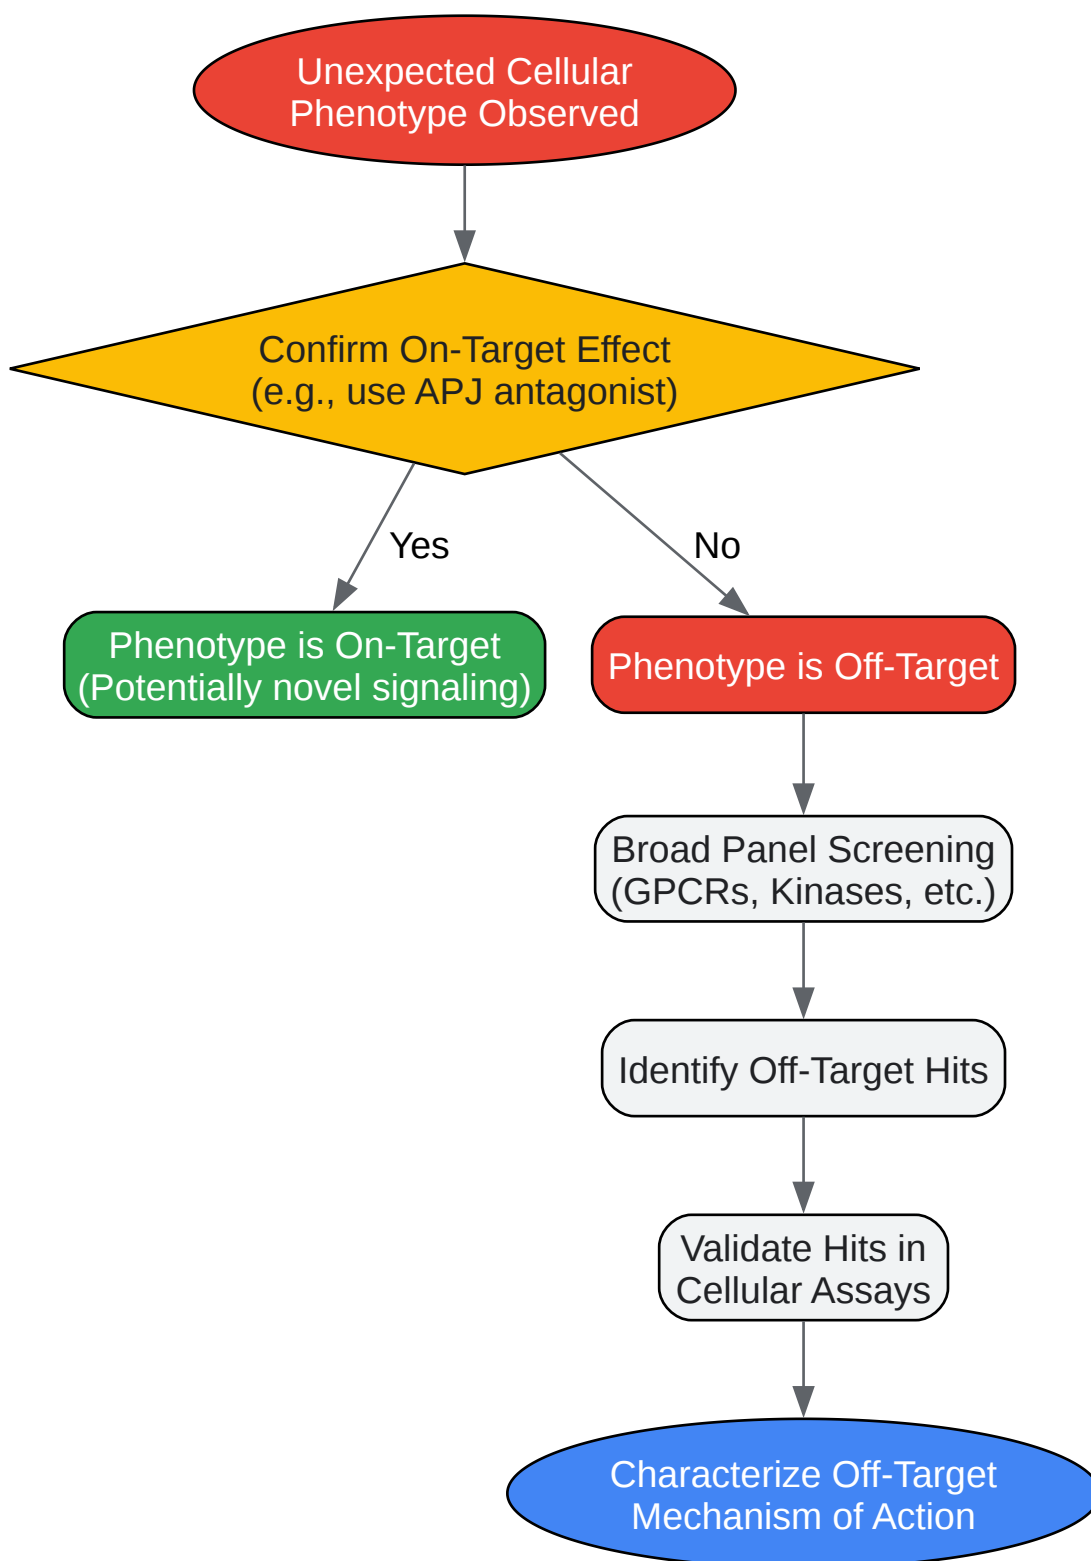 Unexpected Cellular
Phenotype Observed
Confirm On-Target Effect
(e.g., use APJ antagonist)
Yes
No
Phenotype is On-Target
(Potentially novel signaling)
Phenotype is Off-Target
Broad Panel Screening
(GPCRs, Kinases, etc.)
Identify Off-Target Hits
Validate Hits in
Cellular Assays
Characterize Off-Target
Mechanism of Action